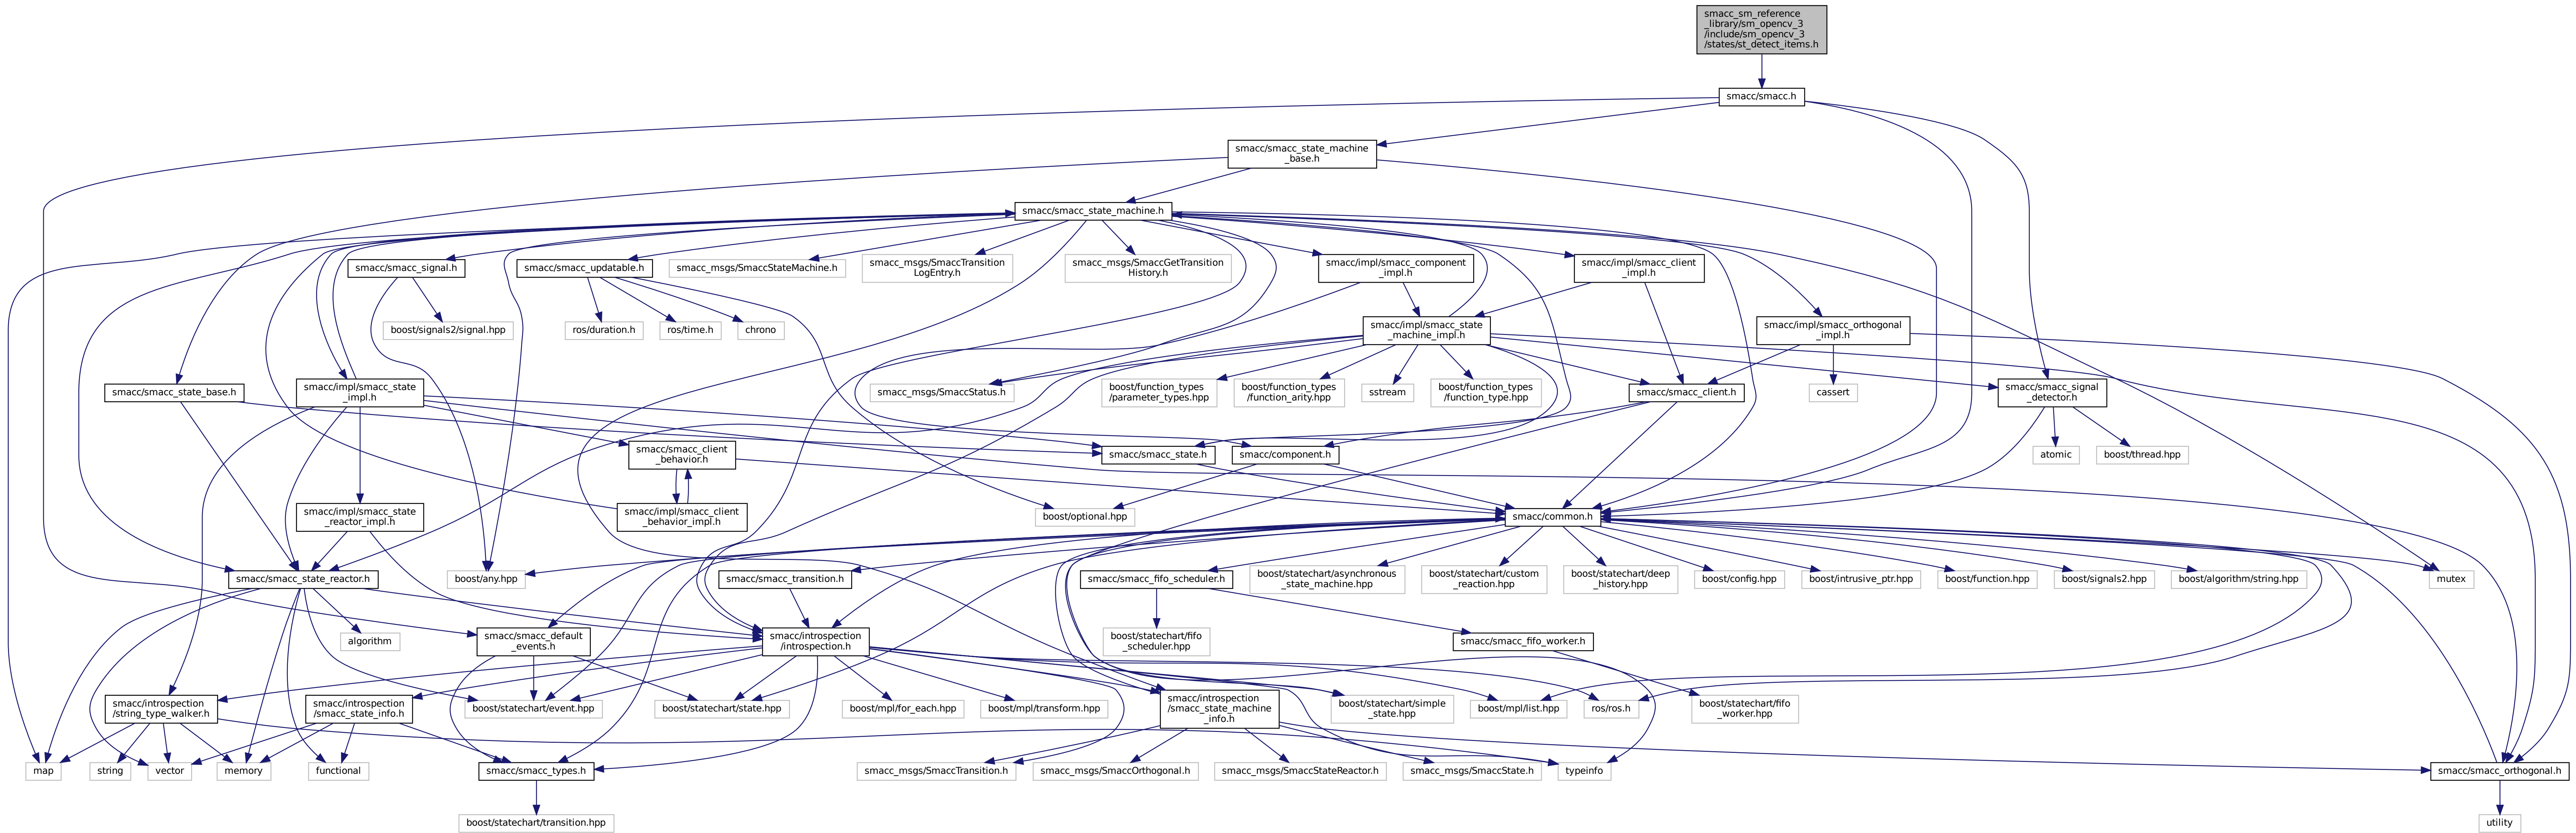 smacc_sm_reference
_library/sm_opencv_3
/include/sm_opencv_3
/states/st_detect_items.h
smacc/smacc.h
smacc/smacc_state_machine
_base.h
smacc/smacc_state_machine.h
smacc/smacc_signal.h
smacc/smacc_updatable.h
smacc_msgs/SmaccStateMachine.h
smacc_msgs/SmaccTransition
LogEntry.h
smacc_msgs/SmaccGetTransition
History.h
smacc/impl/smacc_component
_impl.h
smacc/impl/smacc_client
_impl.h
boost/signals2/signal.hpp
ros/duration.h
ros/time.h
chrono
smacc/impl/smacc_state
_machine_impl.h
smacc/impl/smacc_orthogonal
_impl.h
smacc/smacc_state_base.h
smacc/impl/smacc_state
_impl.h
smacc_msgs/SmaccStatus.h
boost/function_types
/parameter_types.hpp
boost/function_types
/function_arity.hpp
sstream
boost/function_types
/function_type.hpp
smacc/smacc_client.h
cassert
smacc/smacc_signal
_detector.h
smacc/smacc_client
_behavior.h
smacc/smacc_state.h
smacc/component.h
atomic
boost/thread.hpp
smacc/impl/smacc_state
_reactor_impl.h
smacc/impl/smacc_client
_behavior_impl.h
boost/optional.hpp
smacc/common.h
smacc/smacc_state_reactor.h
boost/any.hpp
smacc/smacc_transition.h
smacc/smacc_fifo_scheduler.h
boost/statechart/asynchronous
_state_machine.hpp
boost/statechart/custom
_reaction.hpp
boost/statechart/deep
_history.hpp
boost/config.hpp
boost/intrusive_ptr.hpp
boost/function.hpp
boost/signals2.hpp
boost/algorithm/string.hpp
mutex
algorithm
smacc/smacc_default
_events.h
smacc/introspection
/introspection.h
boost/statechart/fifo
_scheduler.hpp
smacc/smacc_fifo_worker.h
smacc/introspection
/string_type_walker.h
smacc/introspection
/smacc_state_info.h
boost/statechart/event.hpp
boost/statechart/state.hpp
boost/mpl/for_each.hpp
boost/mpl/transform.hpp
smacc/introspection
/smacc_state_machine
_info.h
boost/statechart/simple
_state.hpp
boost/mpl/list.hpp
ros/ros.h
boost/statechart/fifo
_worker.hpp
map
string
vector
memory
functional
smacc/smacc_types.h
smacc_msgs/SmaccTransition.h
smacc_msgs/SmaccOrthogonal.h
smacc_msgs/SmaccStateReactor.h
smacc_msgs/SmaccState.h
typeinfo
smacc/smacc_orthogonal.h
boost/statechart/transition.hpp
utility